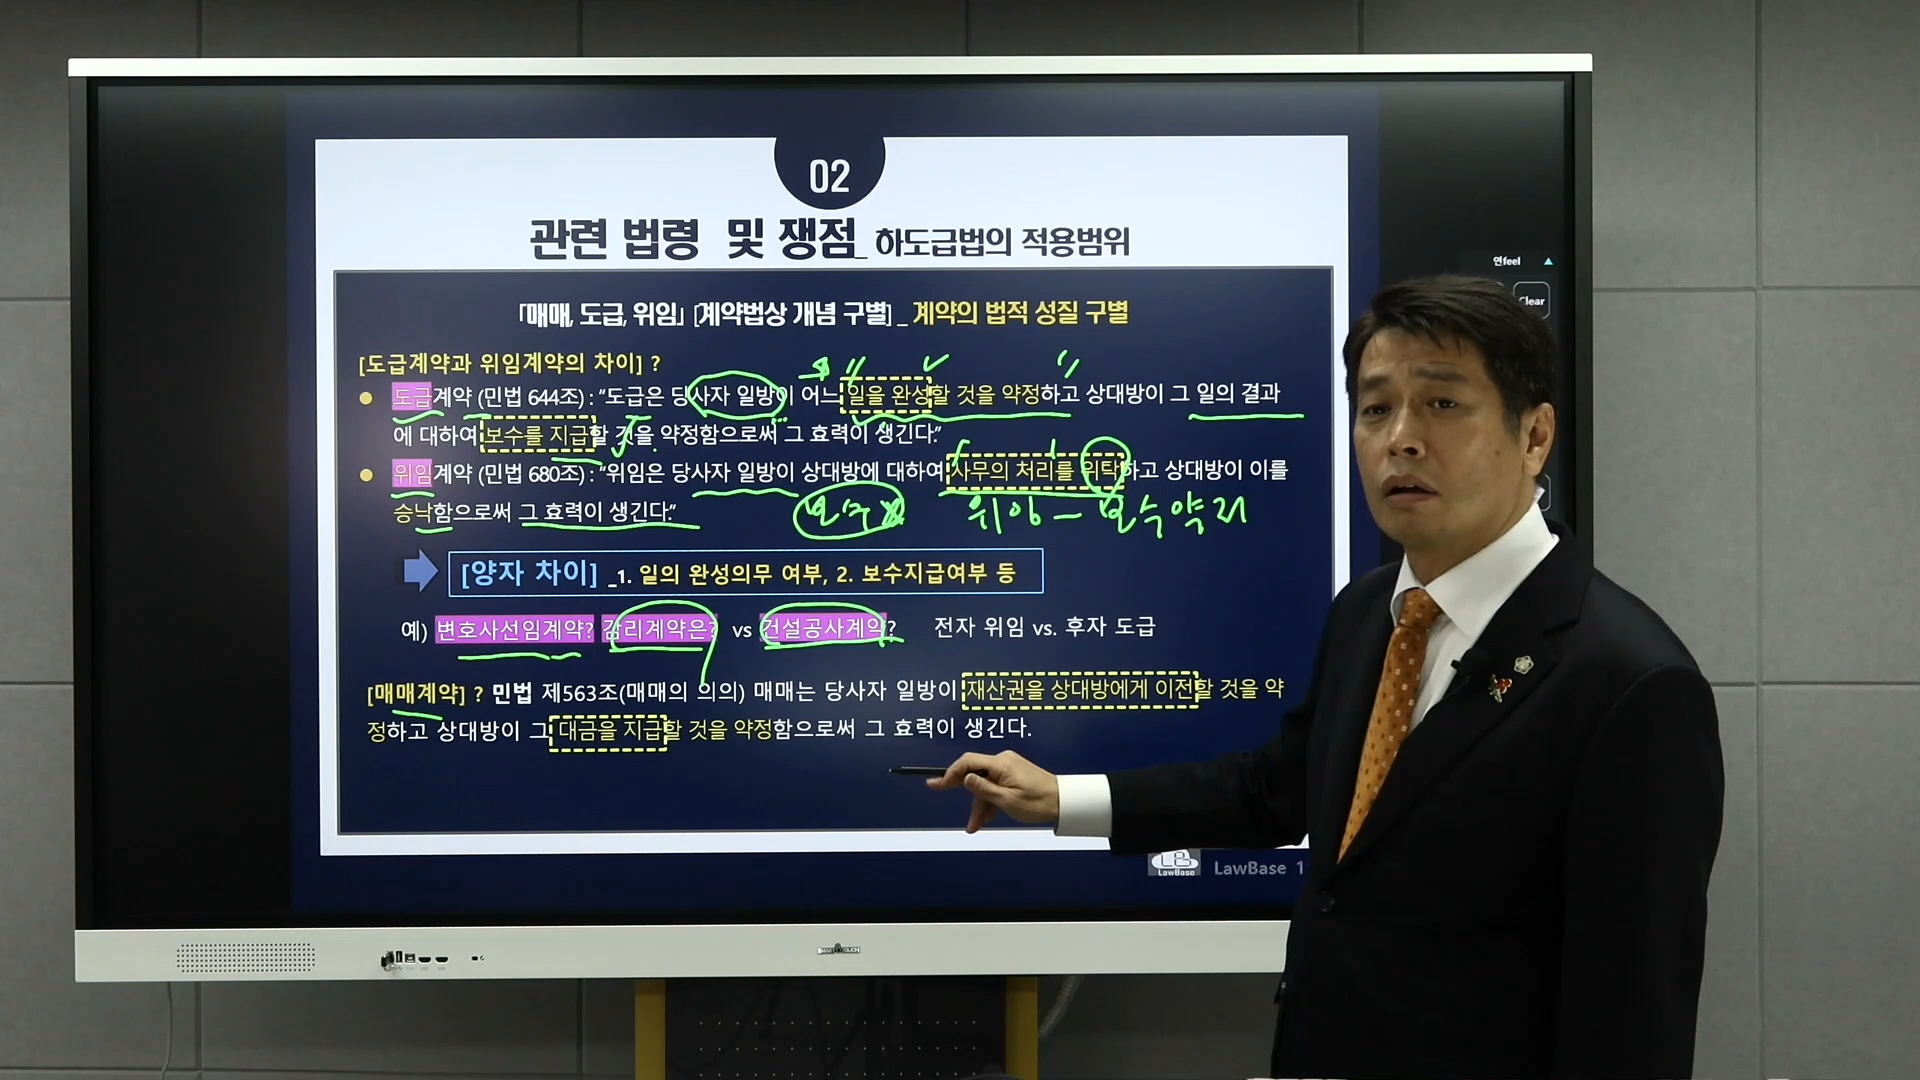 02
관련 법령 및 쟁점_ 하도급법의 적용범위
연feel
Clear
「매매, 도급, 위임」 [계약법상 개념 구별] _ 계약의 법적 성질 구별
[도급계약과 위임계약의 차이] ?
도급계약 (민법 644조) : “도급은 당사자 일방이 어느 일을 완성할 것을 약정하고 상대방이 그 일의 결과
에 대하여 보수를 지급할 것을 약정함으로써 그 효력이 생긴다.”
위임계약 (민법 680조) : “위임은 당사자 일방이 상대방에 대하여 사무의 처리를 위탁하고 상대방이 이를
승낙함으로써 그 효력이 생긴다.”
보수
위임 – 보수약정
[양자 차이] _1. 일의 완성의무 여부, 2. 보수지급여부 등
예) 변호사선임계약? 감리계약은? vs 건설공사계약? 전자 위임 vs. 후자 도급
[매매계약] ? 민법 제563조(매매의 의의) 매매는 당사자 일방이 재산권을 상대방에게 이전할 것을 약
정하고 상대방이 그 대금을 지급할 것을 약정함으로써 그 효력이 생긴다.
LB
LawBase
LawBase 1